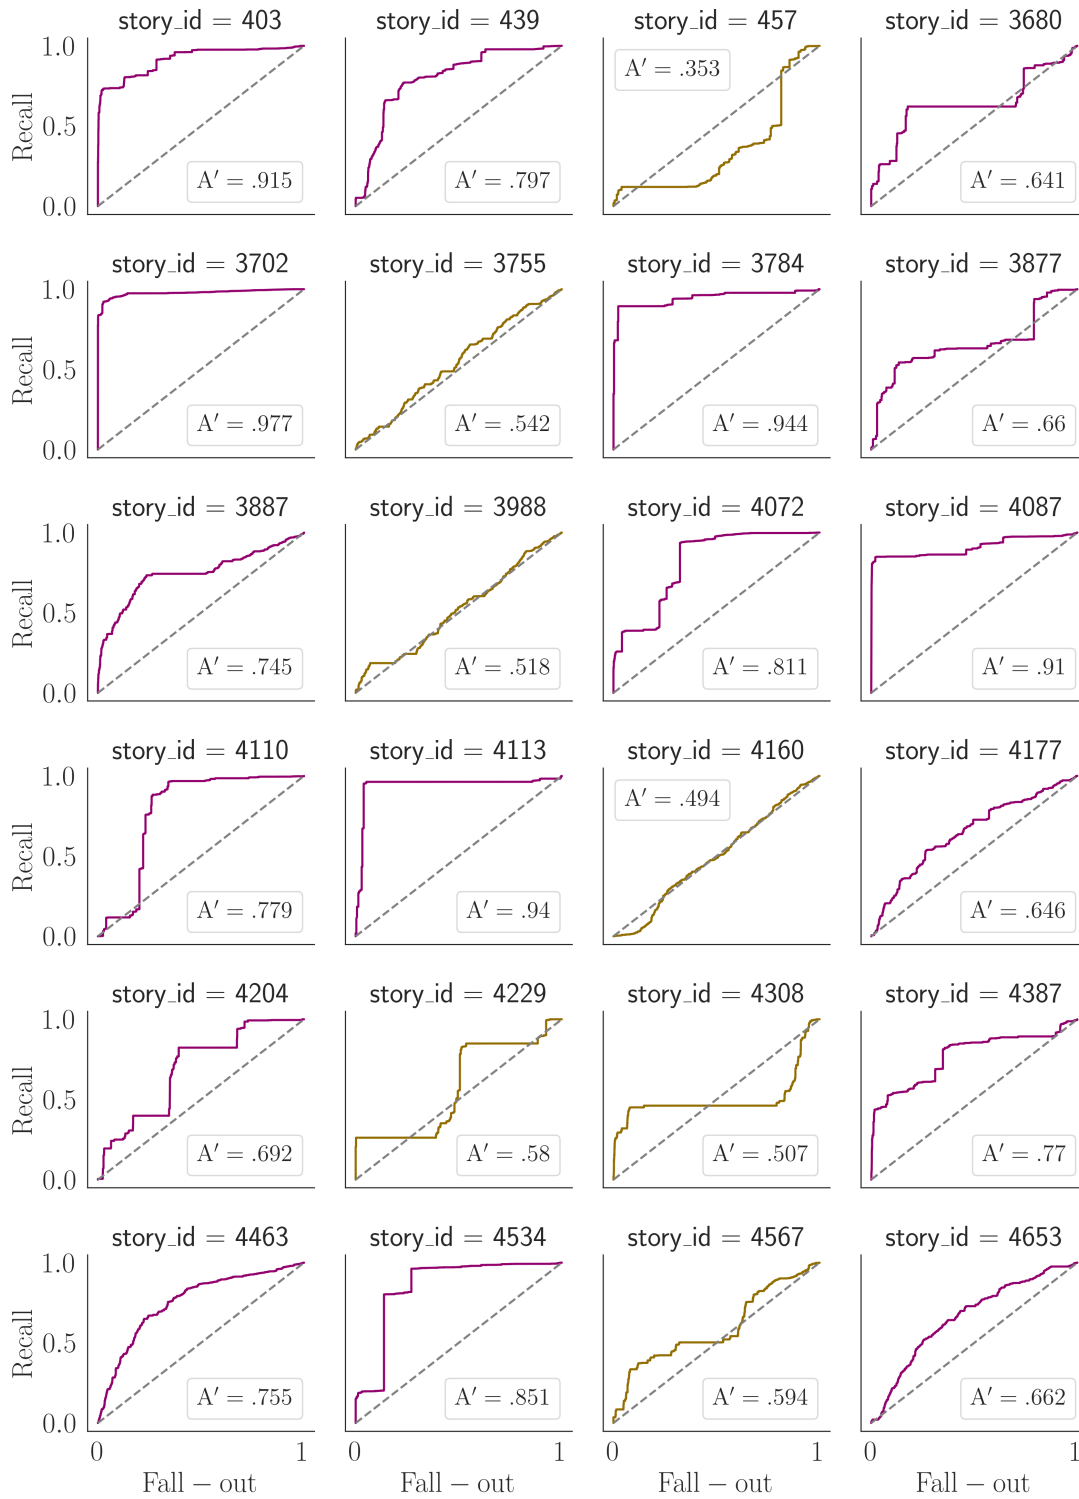 story_id = 403
story_id = 439
story_id = 457
story_id = 3680
1.0
0.5
0.0
Recall
A′ = .915
A′ = .797
A′ = .353
A′ = .641
story_id = 3702
story_id = 3755
story_id = 3784
story_id = 3877
1.0
0.5
0.0
Recall
A′ = .977
A′ = .542
A′ = .944
A′ = .66
story_id = 3887
story_id = 3988
story_id = 4072
story_id = 4087
1.0
0.5
0.0
Recall
A′ = .745
A′ = .518
A′ = .811
A′ = .91
story_id = 4110
story_id = 4113
story_id = 4160
story_id = 4177
1.0
0.5
0.0
Recall
A′ = .779
A′ = .94
A′ = .494
A′ = .646
story_id = 4204
story_id = 4229
story_id = 4308
story_id = 4387
1.0
0.5
0.0
Recall
A′ = .692
A′ = .58
A′ = .507
A′ = .77
story_id = 4463
story_id = 4534
story_id = 4567
story_id = 4653
1.0
0.5
0.0
Recall
A′ = .755
A′ = .851
A′ = .594
A′ = .662
0 1
0 1
0 1
0 1
Fall − out
Fall − out
Fall − out
Fall − out